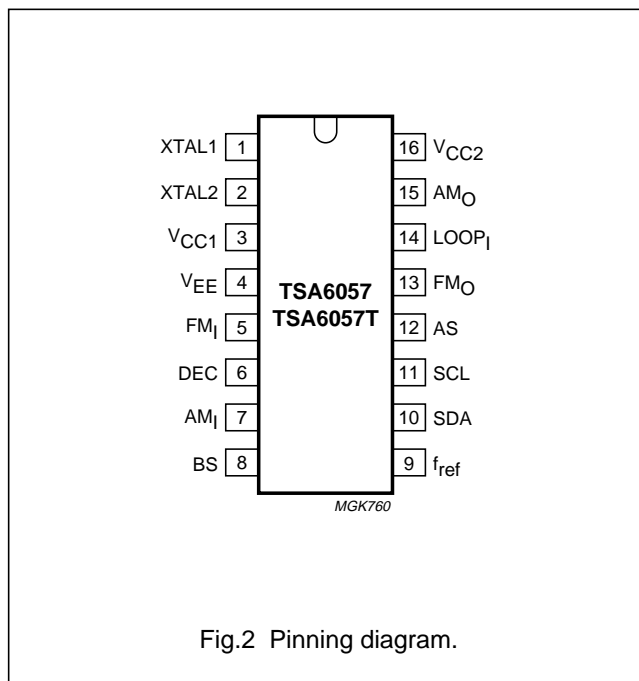 XTAL1 1
XTAL2 2
VCC1 3
VEE 4
FMI 5
DEC 6
AMI 7
BS 8
TSA6057
TSA6057T
16 VCC2
15 AMO
14 LOOPI
13 FMO
12 AS
11 SCL
10 SDA
9 fref
MGK760
Fig.2 Pinning diagram.